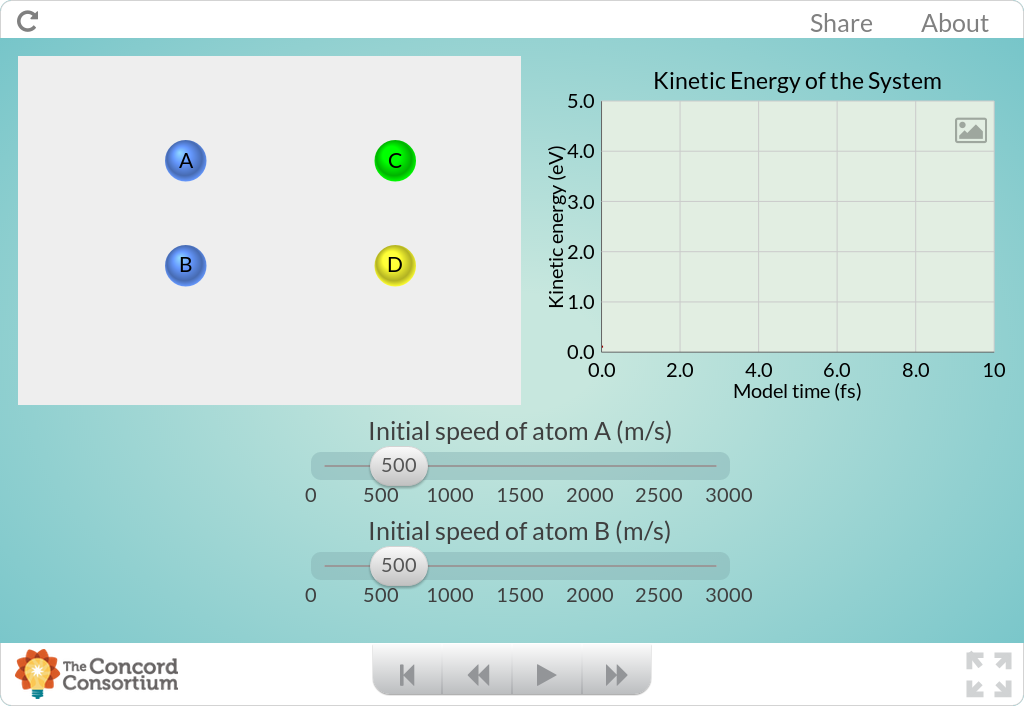 Share About
A
C
B
D
Kinetic Energy of the System
Kinetic energy (eV)
5.0
4.0
3.0
2.0
1.0
0.0
0.0 2.0 4.0 6.0 8.0 10
Model time (fs)
Initial speed of atom A (m/s)
500
0 500 1000 1500 2000 2500 3000
Initial speed of atom B (m/s)
500
0 500 1000 1500 2000 2500 3000
The Concord
Consortium